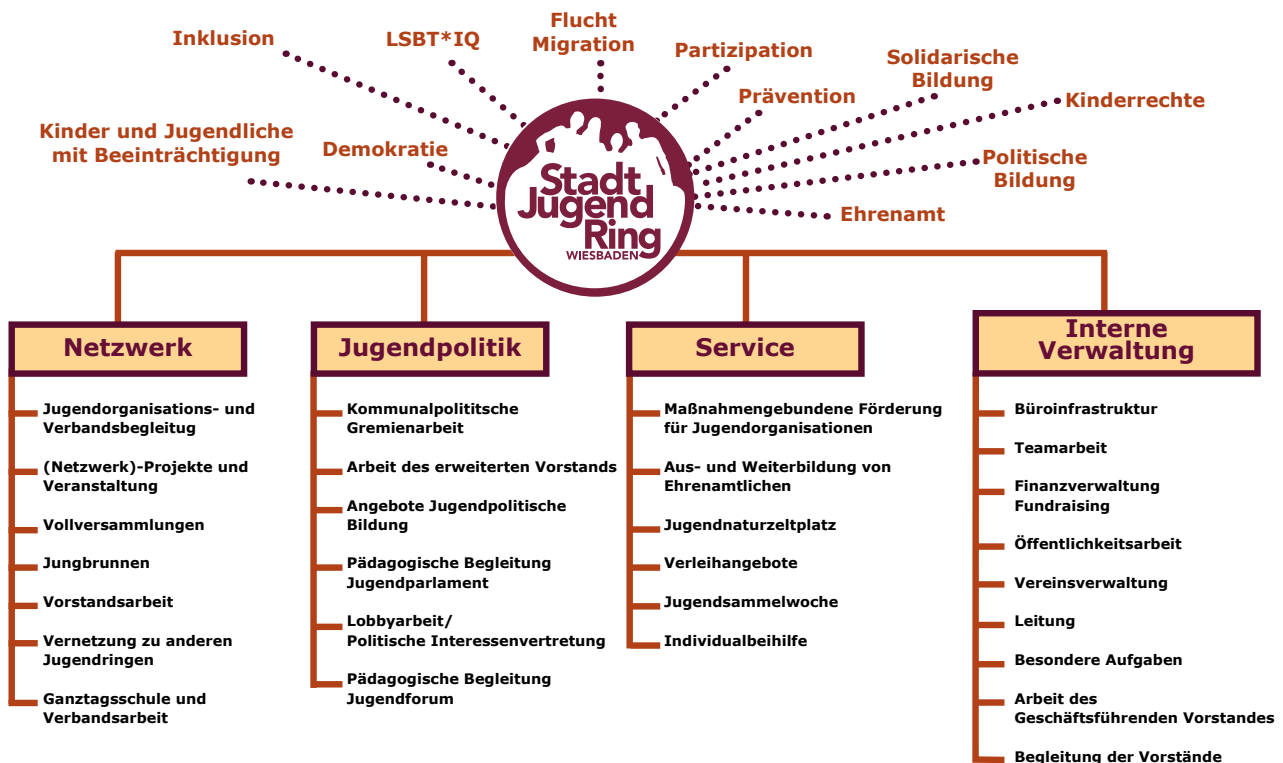 Inklusion
LSBT*IQ
Flucht
Migration
Partizipation
Solidarische
Bildung
Prävention
Kinderrechte
Kinder und Jugendliche
mit Beeinträchtigung
Demokratie
Politische
Bildung
Ehrenamt
Stadt
Jugend
Ring
WIESBADEN
Netzwerk
Jugendorganisations- und
Verbandsbegleitug
(Netzwerk)-Projekte und
Veranstaltung
Vollversammlungen
Jungbrunnen
Vorstandsarbeit
Vernetzung zu anderen
Jugendringen
Ganztagsschule und
Verbandsarbeit
Jugendpolitik
Kommunalpolititsche
Gremienarbeit
Arbeit des erweiterten Vorstands
Angebote Jugendpolitische
Bildung
Pädagogische Begleitung
Jugendparlament
Lobbyarbeit/
Politische Interessenvertretung
Pädagogische Begleitung
Jugendforum
Service
Maßnahmengebundene Förderung
für Jugendorganisationen
Aus- und Weiterbildung von
Ehrenamtlichen
Jugendnaturzeltplatz
Verleihangebote
Jugendsammelwoche
Individualbeihilfe
Interne
Verwaltung
Büroinfrastruktur
Teamarbeit
Finanzverwaltung
Fundraising
Öffentlichkeitsarbeit
Vereinsverwaltung
Leitung
Besondere Aufgaben
Arbeit des
Geschäftsführenden Vorstandes
Begleitung der Vorstände